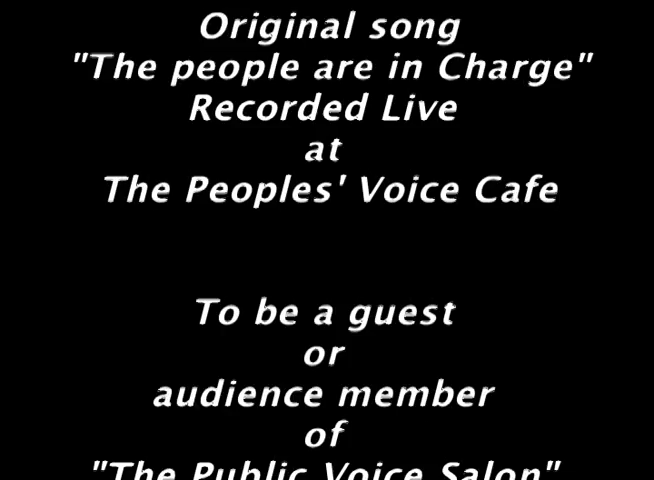 Original song
"The people are in Charge"
Recorded Live
at
The Peoples' Voice Cafe
To be a guest
or
audience member
of
"The Public Voice Salon"